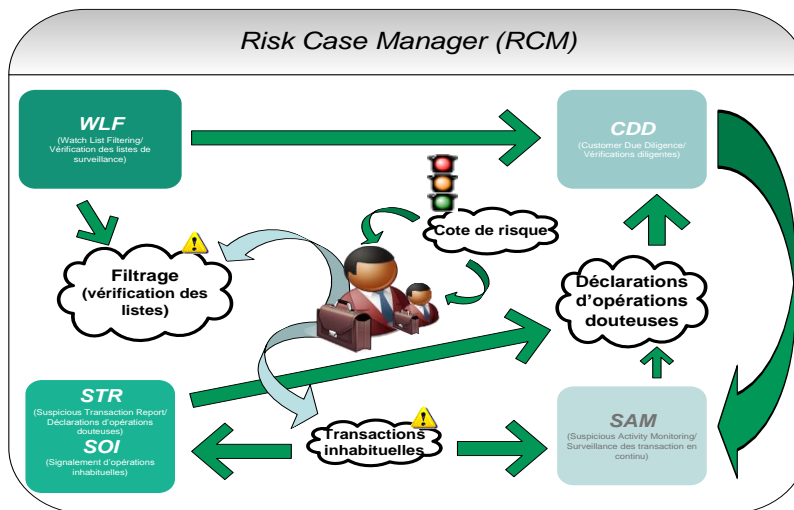 Risk Case Manager (RCM)
WLF
(Watch List Filtering/
Vérification des listes de
surveillance)
CDD
(Customer Due Diligence/
Vérifications diligentes)
Cote de risque
Filtrage
(vérification des
listes)
Déclarations
d'opérations
douteuses
STR
(Suspicious Transaction Report/
Déclarations d'opérations
douteuses)
SOI
(Signalement d'opérations
inhabituelles)
Transactions
inhabituelles
SAM
(Suspicious Activity Monitoring/
Surveillance des transaction en
continu)